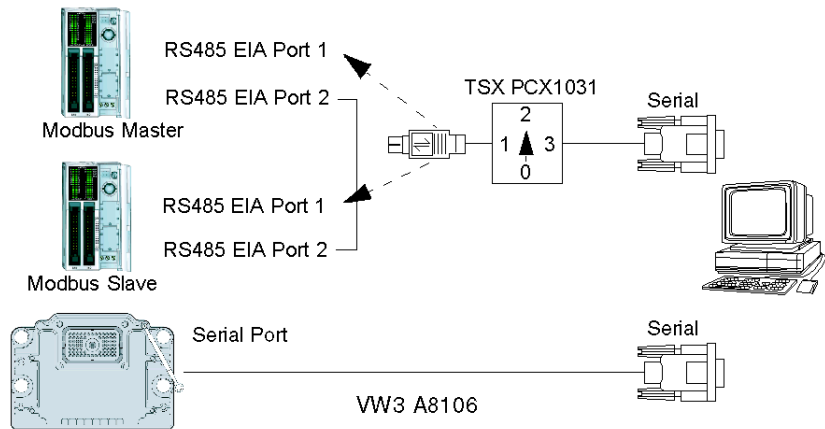 RS485 EIA Port 1
RS485 EIA Port 2
Modbus Master
TSX PCX1031
2
1 3
0
Serial
RS485 EIA Port 1
RS485 EIA Port 2
Modbus Slave
Serial Port
Serial
VW3 A8106